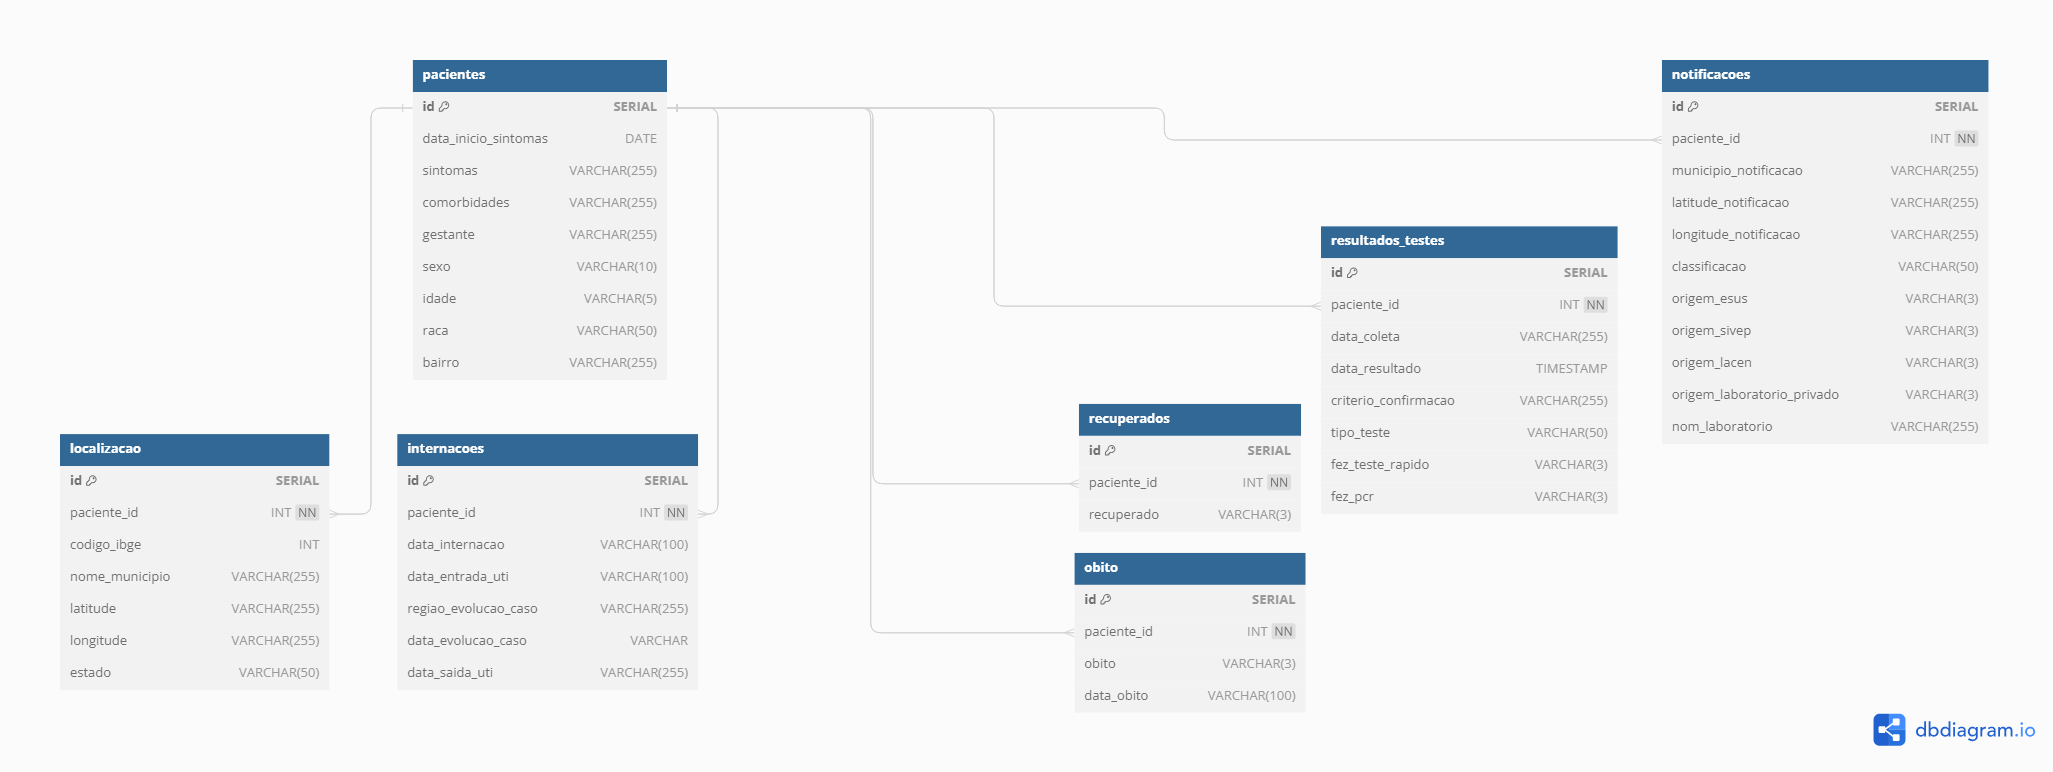 pacientes
id SERIAL
data_inicio_sintomas DATE
sintomas VARCHAR(255)
comorbidades VARCHAR(255)
gestante VARCHAR(255)
sexo VARCHAR(10)
idade VARCHAR(5)
raca VARCHAR(50)
bairro VARCHAR(255)
notificacoes
id SERIAL
paciente_id INT NN
municipio_notificacao VARCHAR(255)
latitude_notificacao VARCHAR(255)
longitude_notificacao VARCHAR(255)
classificacao VARCHAR(50)
origem_esus VARCHAR(3)
origem_sivep VARCHAR(3)
origem_lacen VARCHAR(3)
origem_laboratorio_privado VARCHAR(3)
nom_laboratorio VARCHAR(255)
resultados_testes
id SERIAL
paciente_id INT NN
data_coleta VARCHAR(255)
data_resultado TIMESTAMP
criterio_confirmacao VARCHAR(255)
tipo_teste VARCHAR(50)
fez_teste_rapido VARCHAR(3)
fez_pcr VARCHAR(3)
recuperados
id SERIAL
paciente_id INT NN
recuperado VARCHAR(3)
localizacao
id SERIAL
paciente_id INT NN
codigo_ibge INT
nome_municipio VARCHAR(255)
latitude VARCHAR(255)
longitude VARCHAR(255)
estado VARCHAR(50)
internacoes
id SERIAL
paciente_id INT NN
data_internacao VARCHAR(100)
data_entrada_uti VARCHAR(100)
regiao_evolucao_caso VARCHAR(255)
data_evolucao_caso VARCHAR
data_saida_uti VARCHAR(255)
obito
id SERIAL
paciente_id INT NN
obito VARCHAR(3)
data_obito VARCHAR(100)
dbdiagram.io